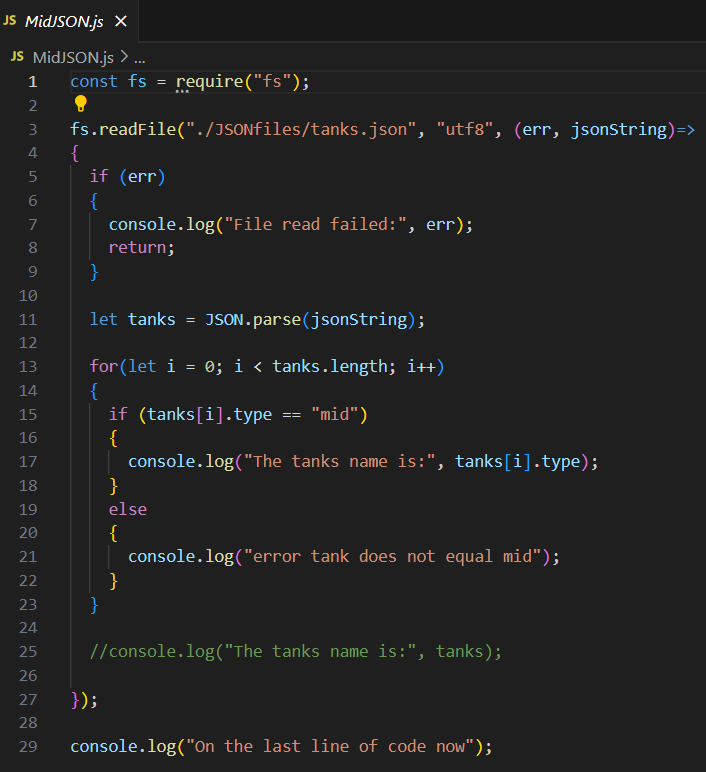 JS MidJSON.js ×
JS MidJSON.js > ...
1 const fs = require("fs");
2
3 fs.readFile("./JSONfiles/tanks.json", "utf8", (err, jsonString)=>
4 {
5   if (err)
6   {
7     console.log("File read failed:", err);
8     return;
9   }
10
11   let tanks = JSON.parse(jsonString);
12
13   for(let i = 0; i < tanks.length; i++)
14   {
15     if (tanks[i].type == "mid")
16     {
17       console.log("The tanks name is:", tanks[i].type);
18     }
19     else
20     {
21       console.log("error tank does not equal mid");
22     }
23   }
24
25   //console.log("The tanks name is:", tanks);
26
27 });
28
29 console.log("On the last line of code now");